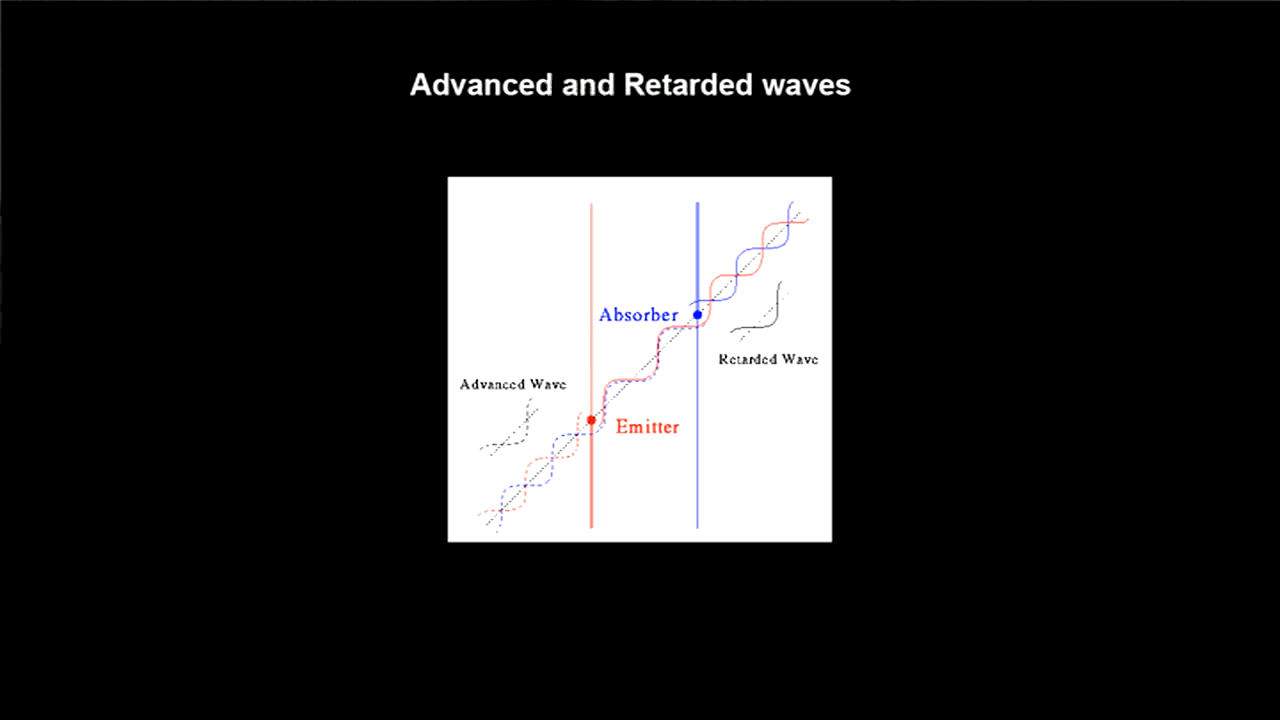 Advanced and Retarded waves
Absorber
Retarded Wave
Advanced Wave
Emitter